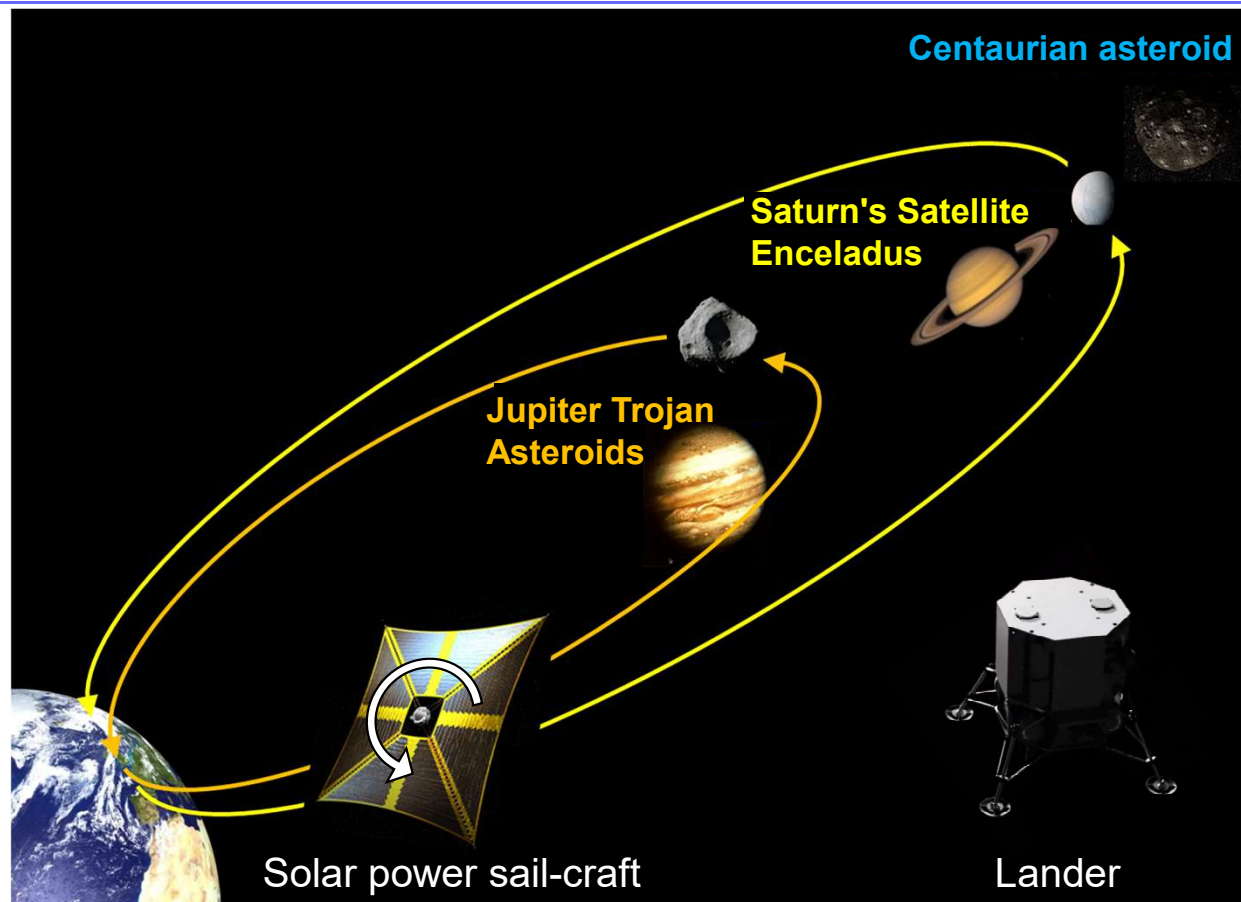 Centaurian asteroid
Saturn's Satellite
Enceladus
Jupiter Trojan
Asteroids
Solar power sail-craft
Lander